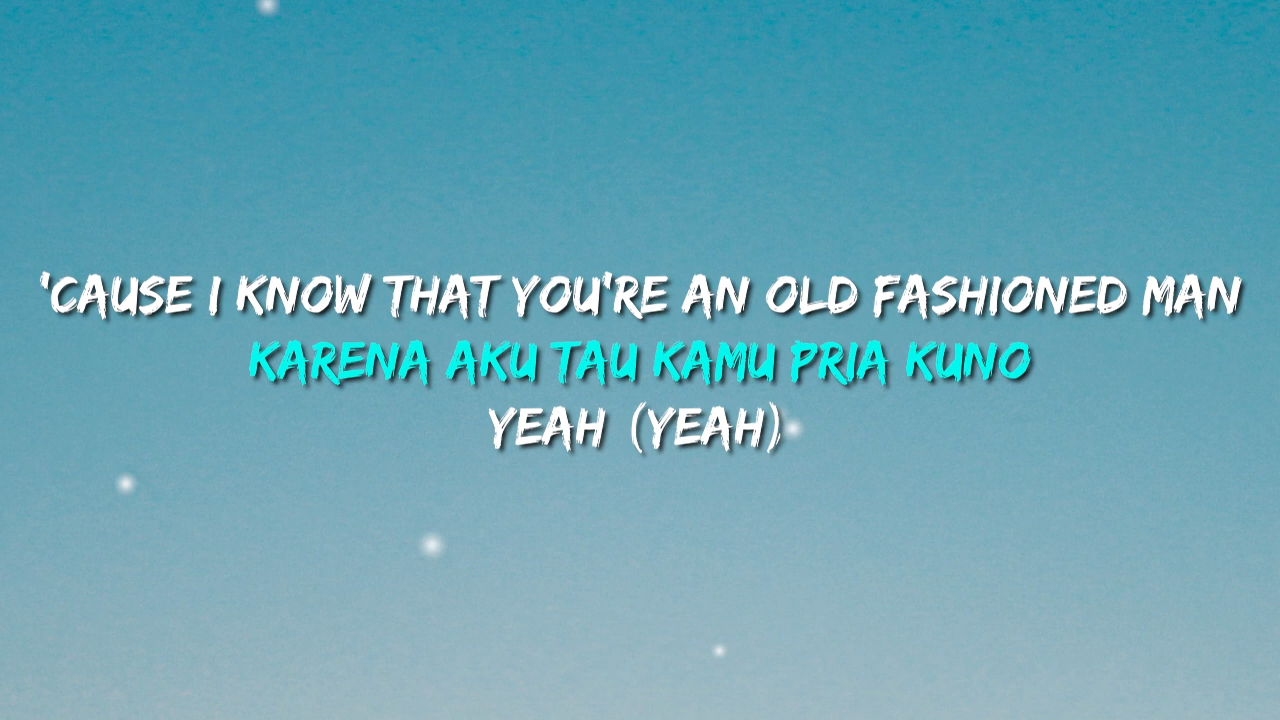 'CAUSE I KNOW THAT YOU'RE AN OLD FASHIONED MAN
KARENA AKU TAU KAMU PRIA KUNO
YEAH (YEAH)